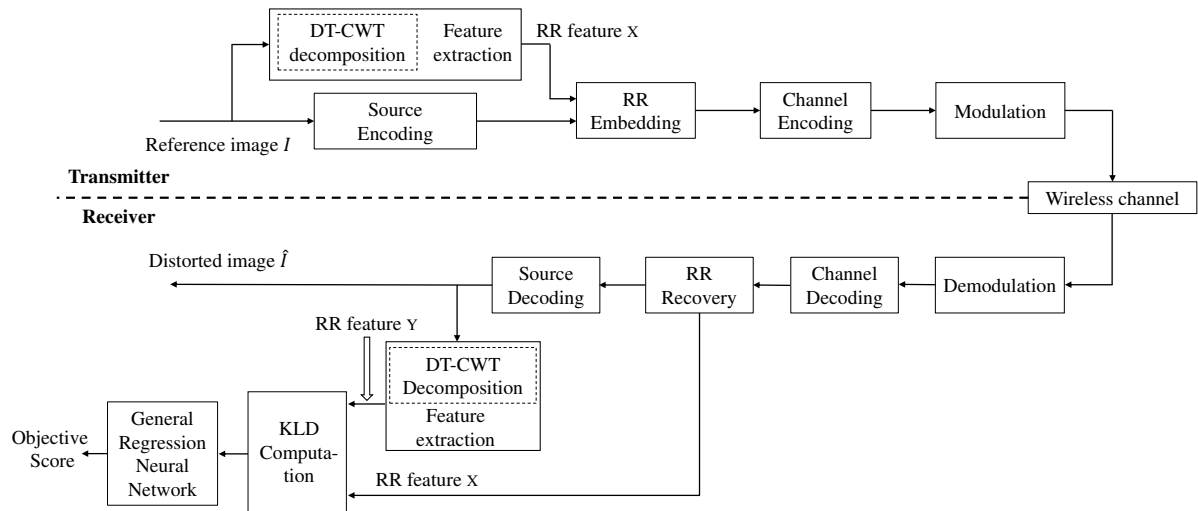 DT-CWT
decomposition
Feature
extraction
RR feature X
Source
Encoding
RR
Embedding
Channel
Encoding
Modulation
Reference image I
Transmitter
Wireless channel
Receiver
Distorted image Î
Source
Decoding
RR
Recovery
Channel
Decoding
Demodulation
RR feature Y
DT-CWT
Decomposition
Feature
extraction
KLD
Computa-
tion
General
Regression
Neural
Network
Objective
Score
RR feature X